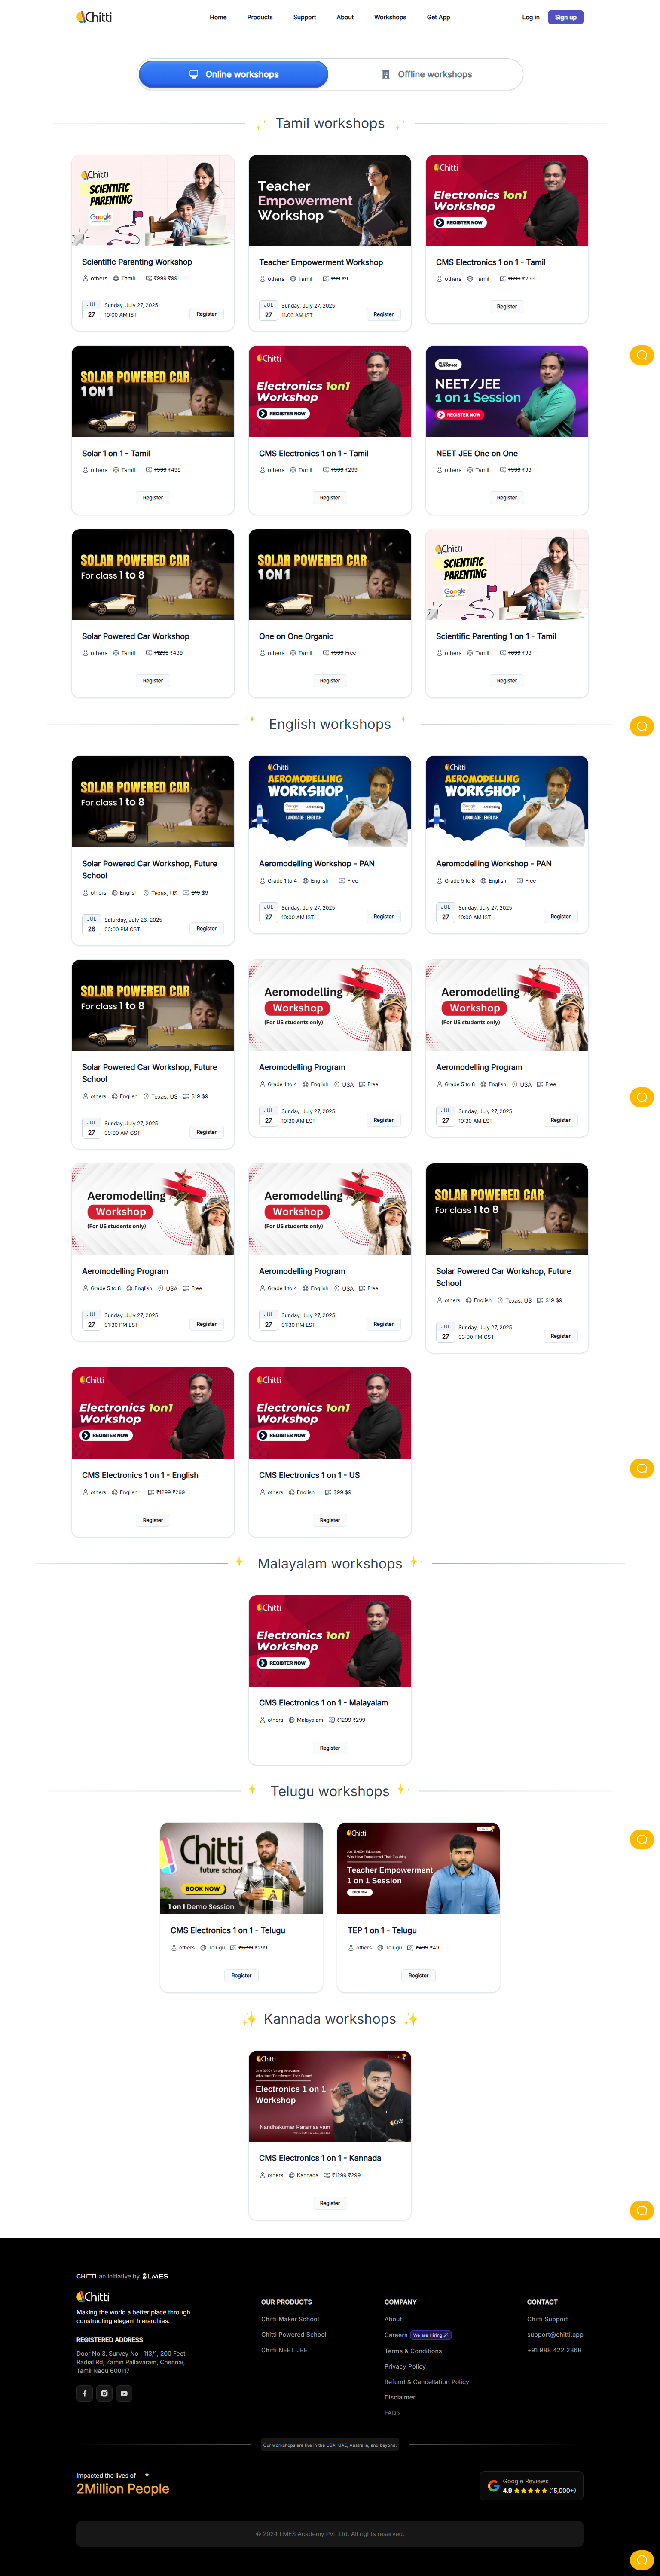 Chitti
Home Products Support About Workshops Get App
Log in Sign up
Online workshops
Offline workshops
Tamil workshops
Chitti
SCIENTIFIC
PARENTING
Google
Scientific Parenting Workshop
others Tamil ₹999 ₹99
JUL
27
Sunday, July 27, 2025
10:00 AM IST
Register
Teacher
Empowerment
Workshop
Teacher Empowerment Workshop
others Tamil ₹99 ₹9
JUL
27
Sunday, July 27, 2025
11:00 AM IST
Register
Chitti
Electronics 1on1
Workshop
REGISTER NOW
CMS Electronics 1 on 1 - Tamil
others Tamil ₹699 ₹299
Register
SOLAR POWERED CAR
1 ON 1
Solar 1 on 1 - Tamil
others Tamil ₹999 ₹499
Register
Chitti
Electronics 1on1
Workshop
REGISTER NOW
CMS Electronics 1 on 1 - Tamil
others Tamil ₹999 ₹299
Register
NEET/JEE
1 on 1 Session
REGISTER NOW
NEET JEE One on One
others Tamil ₹999 ₹99
Register
SOLAR POWERED CAR
For class 1 to 8
Solar Powered Car Workshop
others Tamil ₹1299 ₹499
Register
SOLAR POWERED CAR
1 ON 1
One on One Organic
others Tamil ₹999 Free
Register
Chitti
SCIENTIFIC
PARENTING
Google
Scientific Parenting 1 on 1 - Tamil
others Tamil ₹699 ₹99
Register
English workshops
SOLAR POWERED CAR
For class 1 to 8
Solar Powered Car Workshop, Future
School
others English Texas, US $19 $9
JUL
26
Saturday, July 26, 2025
03:00 PM CST
Register
Chitti
AEROMODELLING
WORKSHOP
LANGUAGE : ENGLISH
Aeromodelling Workshop - PAN
Grade 1 to 4 English Free
JUL
27
Sunday, July 27, 2025
10:00 AM IST
Register
Chitti
AEROMODELLING
WORKSHOP
LANGUAGE : ENGLISH
Aeromodelling Workshop - PAN
Grade 5 to 8 English Free
JUL
27
Sunday, July 27, 2025
10:00 AM IST
Register
SOLAR POWERED CAR
For class 1 to 8
Solar Powered Car Workshop, Future
School
others English Texas, US $19 $9
JUL
27
Sunday, July 27, 2025
09:00 AM CST
Register
Aeromodelling
Workshop
(For US students only)
Aeromodelling Program
Grade 1 to 4 English USA Free
JUL
27
Sunday, July 27, 2025
10:30 AM EST
Register
Aeromodelling
Workshop
(For US students only)
Aeromodelling Program
Grade 5 to 8 English USA Free
JUL
27
Sunday, July 27, 2025
10:30 AM EST
Register
Aeromodelling
Workshop
(For US students only)
Aeromodelling Program
Grade 5 to 8 English USA Free
JUL
27
Sunday, July 27, 2025
01:30 PM EST
Register
Aeromodelling
Workshop
(For US students only)
Aeromodelling Program
Grade 1 to 4 English USA Free
JUL
27
Sunday, July 27, 2025
01:30 PM EST
Register
SOLAR POWERED CAR
For class 1 to 8
Solar Powered Car Workshop, Future
School
others English Texas, US $19 $9
JUL
27
Sunday, July 27, 2025
03:00 PM CST
Register
Chitti
Electronics 1on1
Workshop
REGISTER NOW
CMS Electronics 1 on 1 - English
others English ₹1299 ₹299
Register
Chitti
Electronics 1on1
Workshop
REGISTER NOW
CMS Electronics 1 on 1 - US
others English $99 $9
Register
Malayalam workshops
Chitti
Electronics 1on1
Workshop
REGISTER NOW
CMS Electronics 1 on 1 - Malayalam
others Malayalam ₹1299 ₹299
Register
Telugu workshops
Chitti
future school
BOOK NOW
1 on 1 Demo Session
CMS Electronics 1 on 1 - Telugu
others Telugu ₹1299 ₹299
Register
Chitti
Teacher Empowerment
1 on 1 Session
TEP 1 on 1 - Telugu
others Telugu ₹499 ₹49
Register
Kannada workshops
Chitti
Electronics 1 on 1
Workshop
Nandhakumar Paramasivam
CMS Electronics 1 on 1 - Kannada
others Kannada ₹1299 ₹299
Register
CHITTI an initiative by LMES
Chitti
Making the world a better place through
constructing elegant hierarchies.
REGISTERED ADDRESS
Door No.3, Survey No : 113/1, 200 Feet
Radial Rd, Zamin Pallavaram, Chennai,
Tamil Nadu 600117
OUR PRODUCTS
Chitti Maker School
Chitti Powered School
Chitti NEET JEE
COMPANY
About
Careers We are Hiring
Terms & Conditions
Privacy Policy
Refund & Cancellation Policy
Disclaimer
FAQ's
CONTACT
Chitti Support
support@chitti.app
+91 988 422 2368
Our workshops are live in the USA, UAE, Australia, and beyond.
Impacted the lives of
2Million People
Google Reviews
4.9 (15,000+)
© 2024 LMES Academy Pvt. Ltd. All rights reserved.